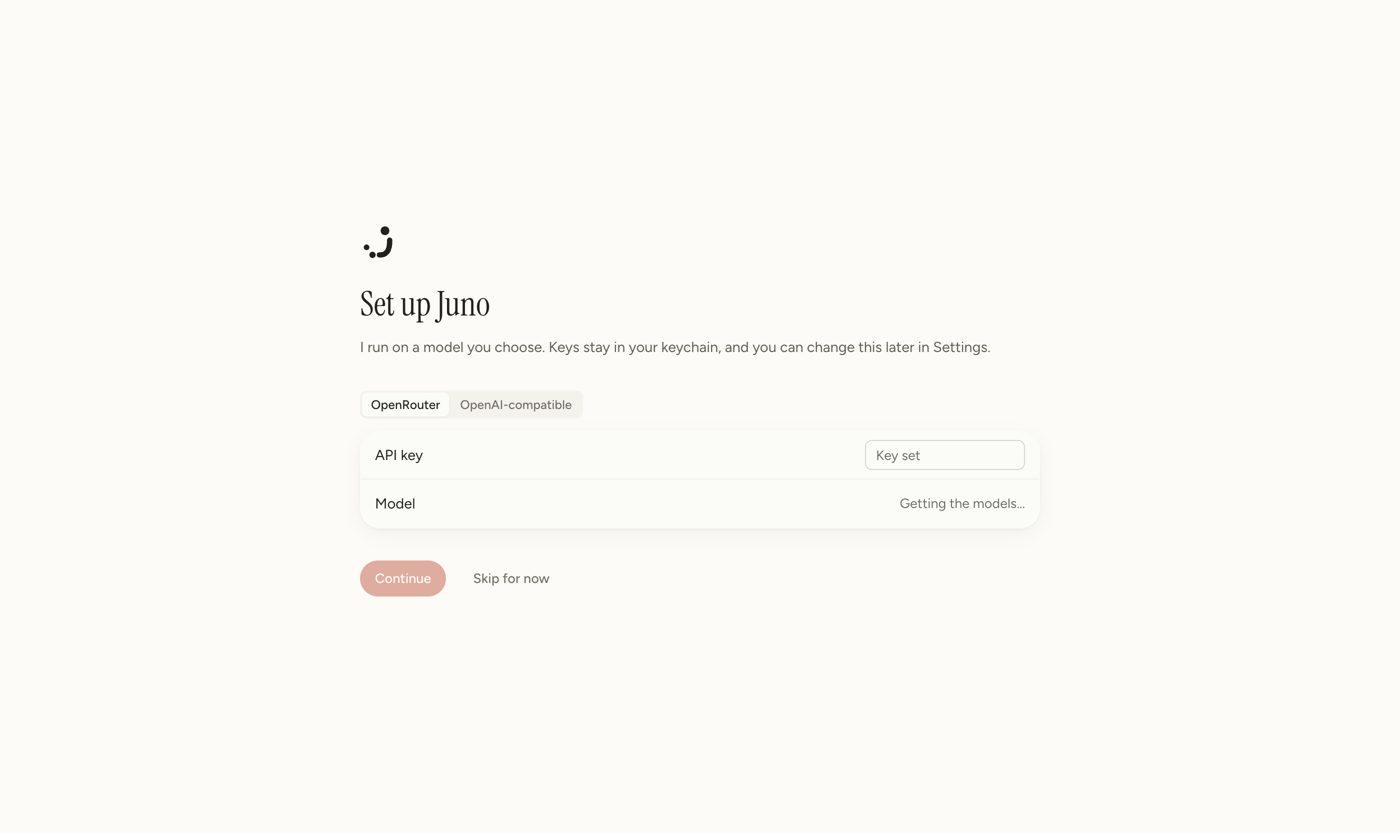 Set up Juno
I run on a model you choose. Keys stay in your keychain, and you can change this later in Settings.
OpenRouter OpenAI-compatible
API key Key set
Model Getting the models...
Continue Skip for now